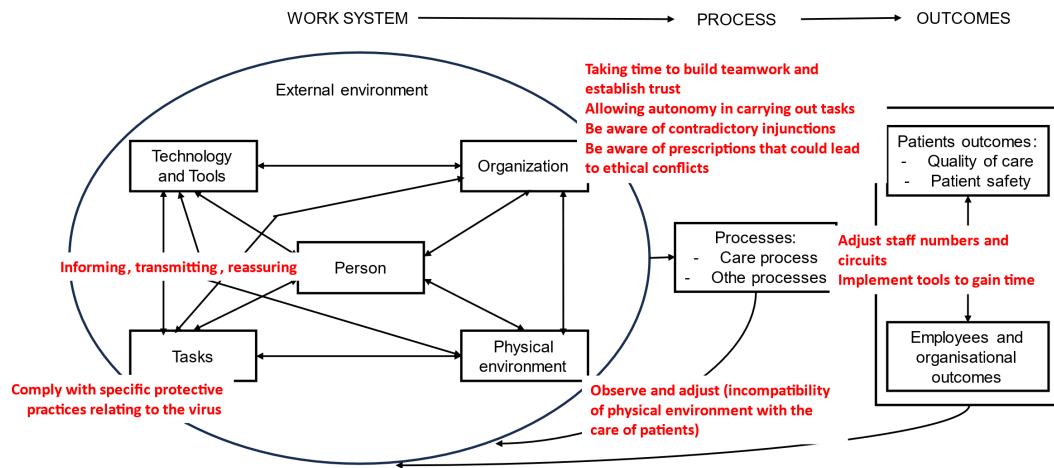 WORK SYSTEM
PROCESS
OUTCOMES
External environment
Taking time to build teamwork and
establish trust
Allowing autonomy in carrying out tasks
Be aware of contradictory injunctions
Be aware of prescriptions that could lead
to ethical conflicts
Technology
and Tools
Organization
Patients outcomes:
- Quality of care
- Patient safety
Informing, transmitting, reassuring
Person
Processes:
- Care process
- Other processes
Adjust staff numbers and
circuits
Implement tools to gain time
Tasks
Physical
environment
Employees and
organisational
outcomes
Comply with specific protective
practices relating to the virus
Observe and adjust (incompatibility
of physical environment with the
care of patients)